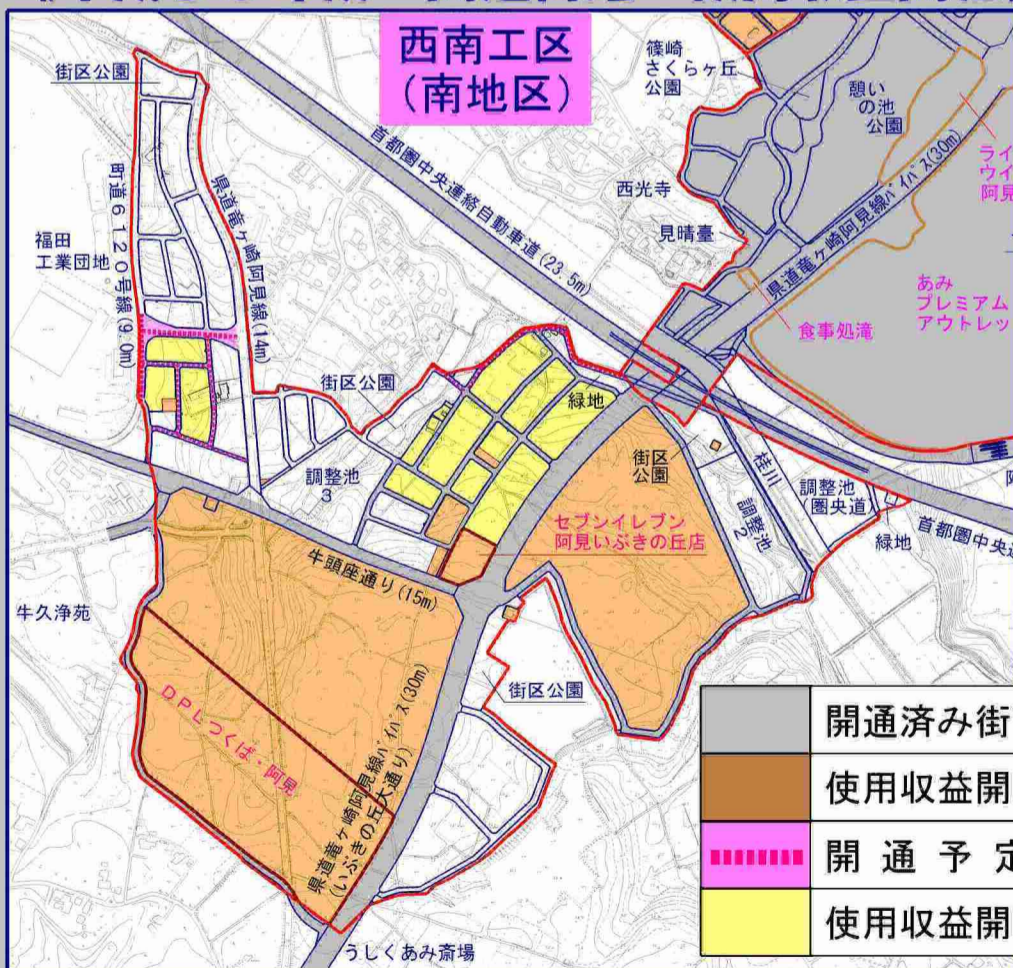 西南工区
(南地区)
街区公園
篠崎
さくらヶ丘
公園
憩い
の池
公園
首都圏中央連絡自動車道(23.5m)
県道竜ヶ崎阿見線バイパス(30m)
ライ
ウイ
阿見
西光寺
見晴臺
町道6120号線(9.0m)
県道竜ヶ崎阿見線(14m)
福田
工業団地
あみ
プレミアム
アウトレッ
食事処滝
街区公園
緑地
街区
公園
調整池
3
桂川
調整池
2
調整池
(圏央道)
緑地
首都圏中央連
セブンイレブン
阿見いぶきの丘店
牛頭座通り(15m)
牛久浄苑
DPLつくば・阿見
街区公園
県道竜ヶ崎阿見線バイパス(30m)
(いぶきの丘大通り)
うしくあみ斎場
開通済み街
使用収益開
開通予定
使用収益開